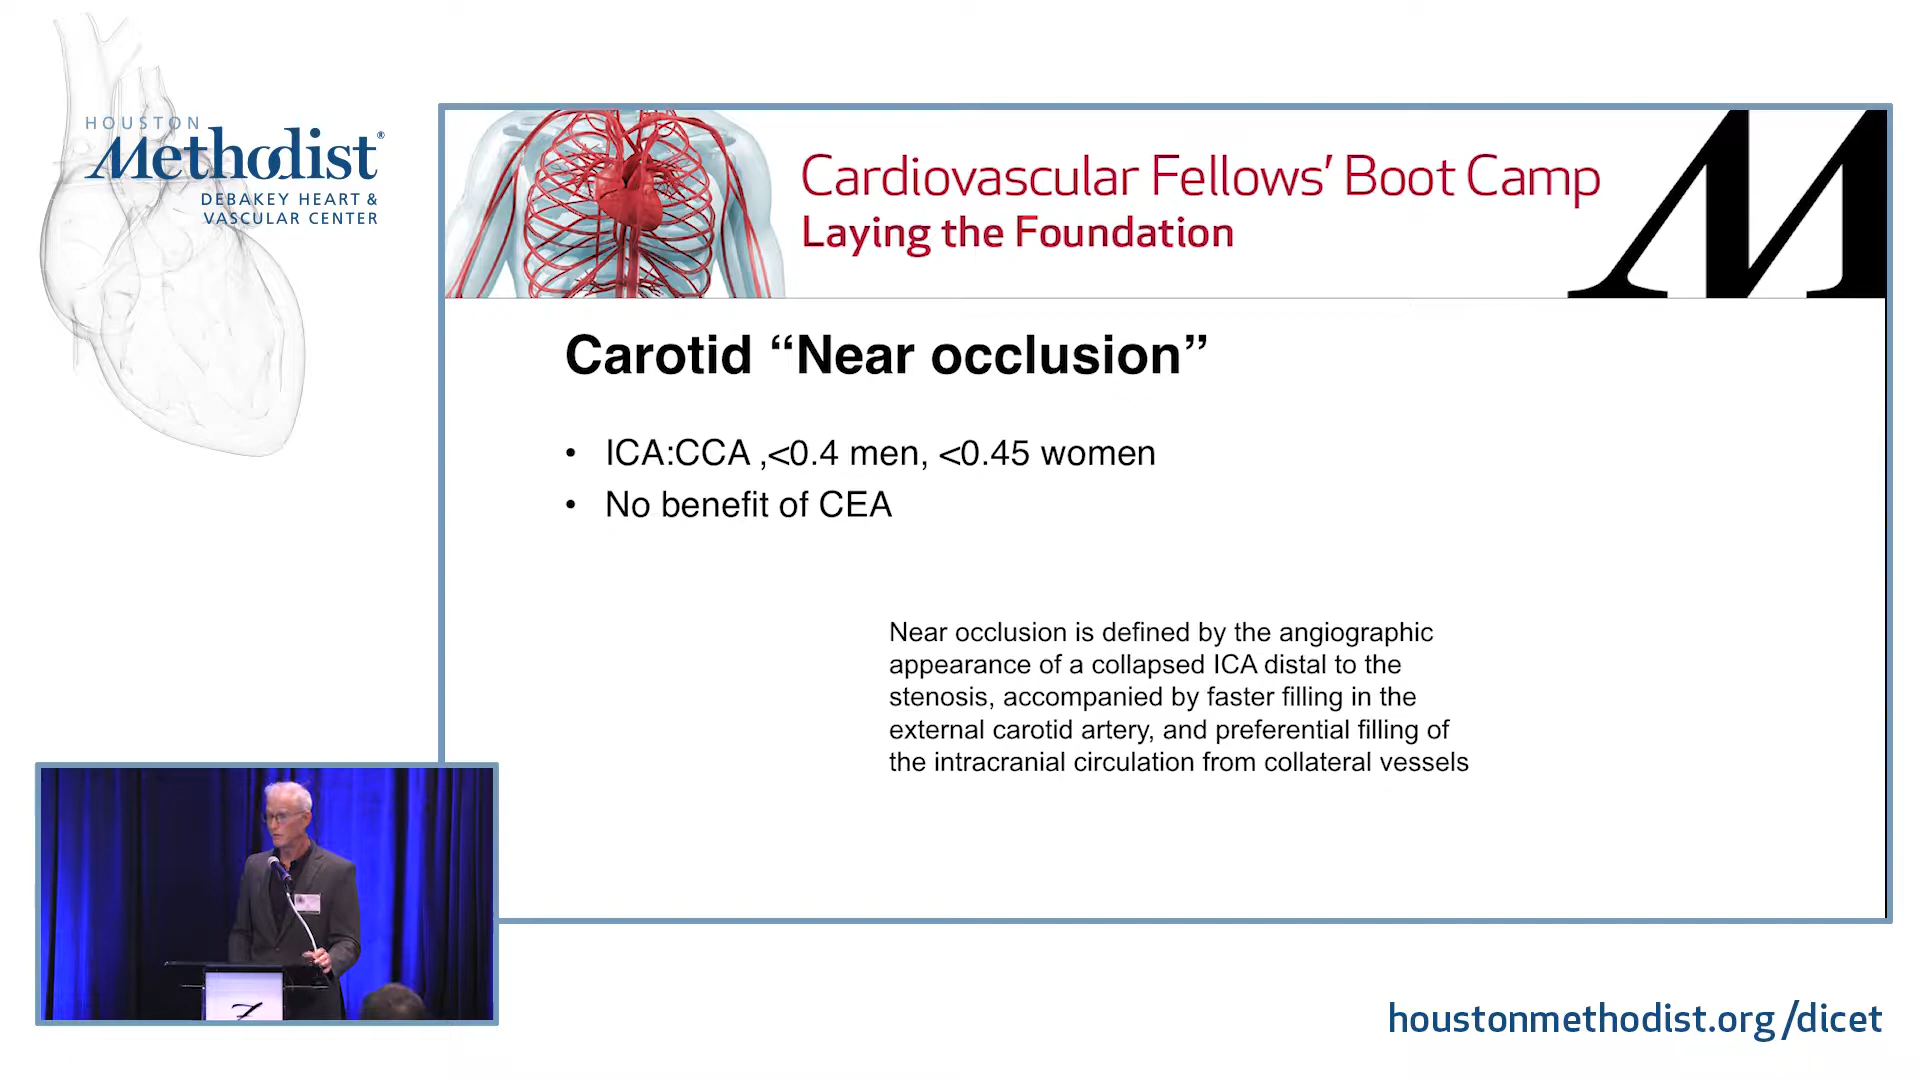 HOUSTON
Methodist®
DEBAKEY HEART &
VASCULAR CENTER
Cardiovascular Fellows’ Boot Camp
Laying the Foundation
M
Carotid “Near occlusion”
• ICA:CCA ,<0.4 men, <0.45 women
• No benefit of CEA
Near occlusion is defined by the angiographic
appearance of a collapsed ICA distal to the
stenosis, accompanied by faster filling in the
external carotid artery, and preferential filling of
the intracranial circulation from collateral vessels
houstonmethodist.org/dicet